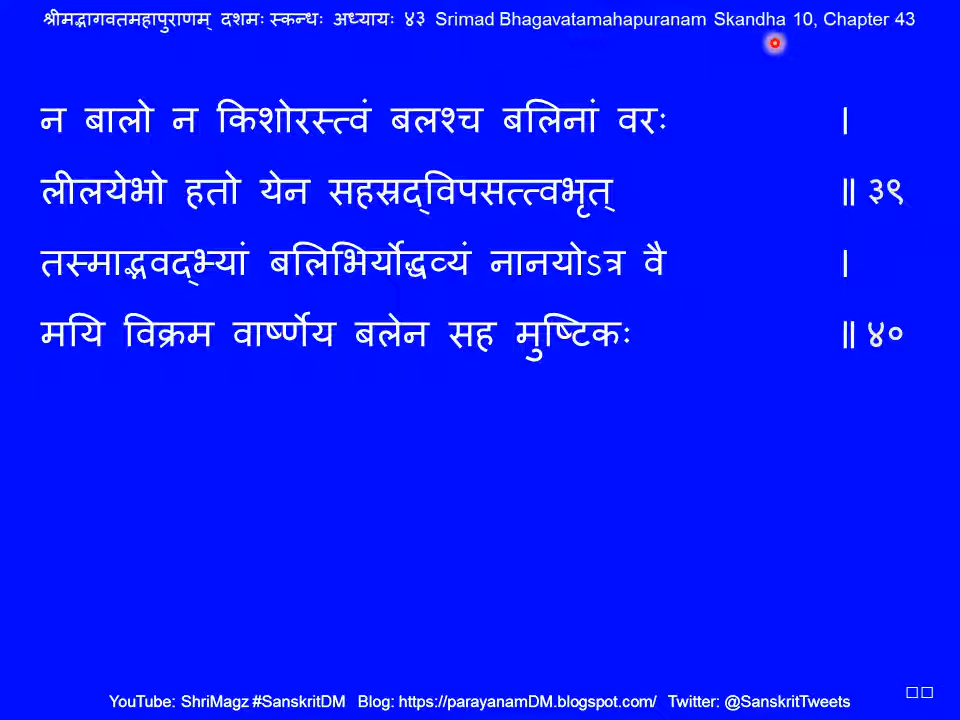 श्रीमद्भागवतमहापुराणम् दशमः स्कन्धः अध्यायः ४३ Srimad Bhagavatamahapuranam Skandha 10, Chapter 43
न बालो न किशोरस्त्वं बलश्च बलिनां वरः ।
लीलयेभो हतो येन सहस्रद्विपसत्त्वभृत् ॥ ३९
तस्माद्भवद्भ्यां बलिभिर्योद्धव्यं नानयोऽत्र वै ।
मयि विक्रम वार्ष्णेय बलेन सह मुष्टिकः ॥ ४०
YouTube: ShriMagz #SanskritDM Blog: https://parayanamDM.blogspot.com/ Twitter: @SanskritTweets